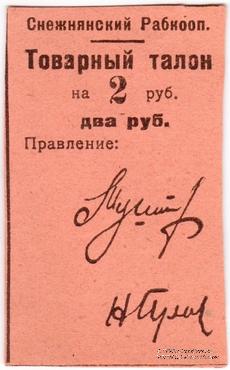 Снежнянский Рабкооп.
Товарный талон
на 2 руб.
два руб.
Правление: